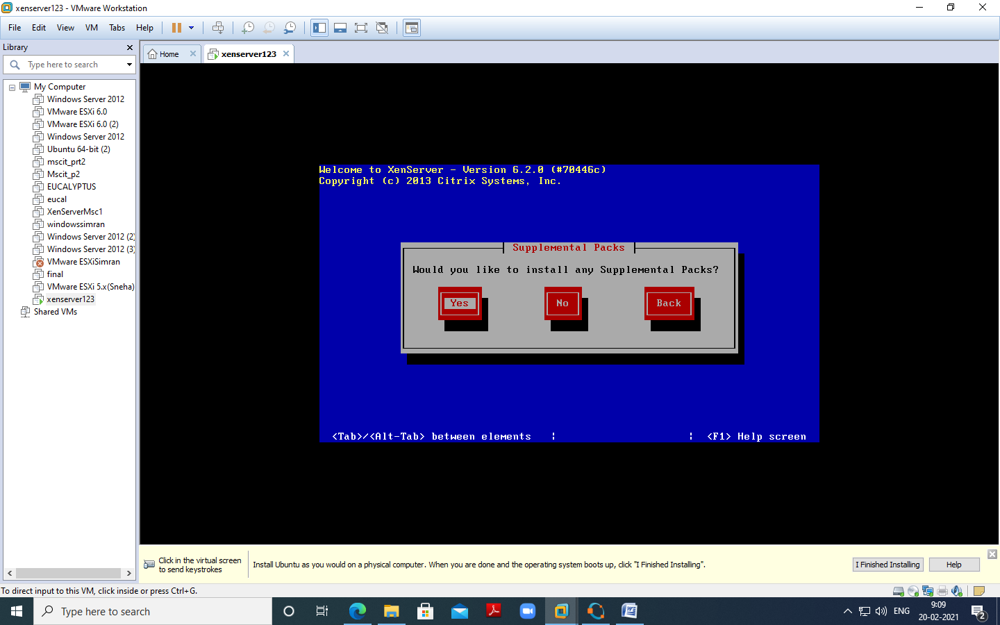 xenserver123 - VMware Workstation
File Edit View VM Tabs Help
Library
Type here to search
My Computer
Windows Server 2012
VMware ESXi 6.0
VMware ESXi 6.0 (2)
Windows Server 2012
Ubuntu 64-bit (2)
mscit_prt2
Mscit_p2
EUCALYPTUS
eucal
XenServerMsc1
windowssimran
Windows Server 2012 (2)
Windows Server 2012 (3)
VMware ESXiSimran
final
VMware ESXi 5.x(Sneha)
xenserver123
Shared VMs
Home
xenserver123
Welcome to XenServer - Version 6.2.0 (#70446c)
Copyright (c) 2013 Citrix Systems, Inc.
Supplemental Packs
Would you like to install any Supplemental Packs?
Yes No Back
<Tab>/<Alt-Tab> between elements ¦ ¦ <F1> Help screen
Click in the virtual screen
to send keystrokes
Install Ubuntu as you would on a physical computer. When you are done and the operating system boots up, click "I Finished Installing".
I Finished Installing Help
To direct input to this VM, click inside or press Ctrl+G.
Type here to search
ENG
9:09
20-02-2021
2